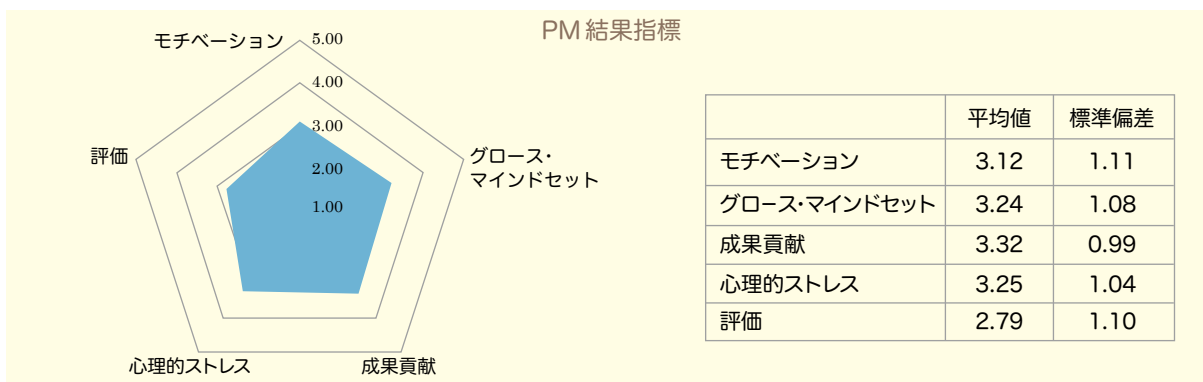 PM 結果指標
モチベーション
5.00
4.00
3.00
2.00
1.00
評価
グロース・
マインドセット
心理的ストレス
成果貢献
平均値 標準偏差
モチベーション 3.12 1.11
グロース・マインドセット 3.24 1.08
成果貢献 3.32 0.99
心理的ストレス 3.25 1.04
評価 2.79 1.10